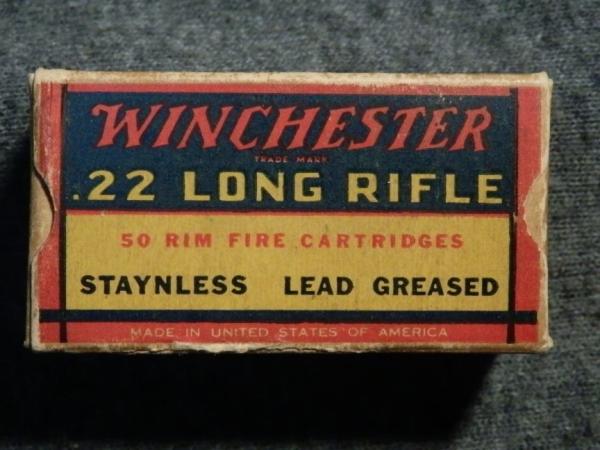 WINCHESTER
TRADE MARK
.22 LONG RIFLE
50 RIM FIRE CARTRIDGES
STAYNLESS LEAD GREASED
MADE IN UNITED STATES OF AMERICA